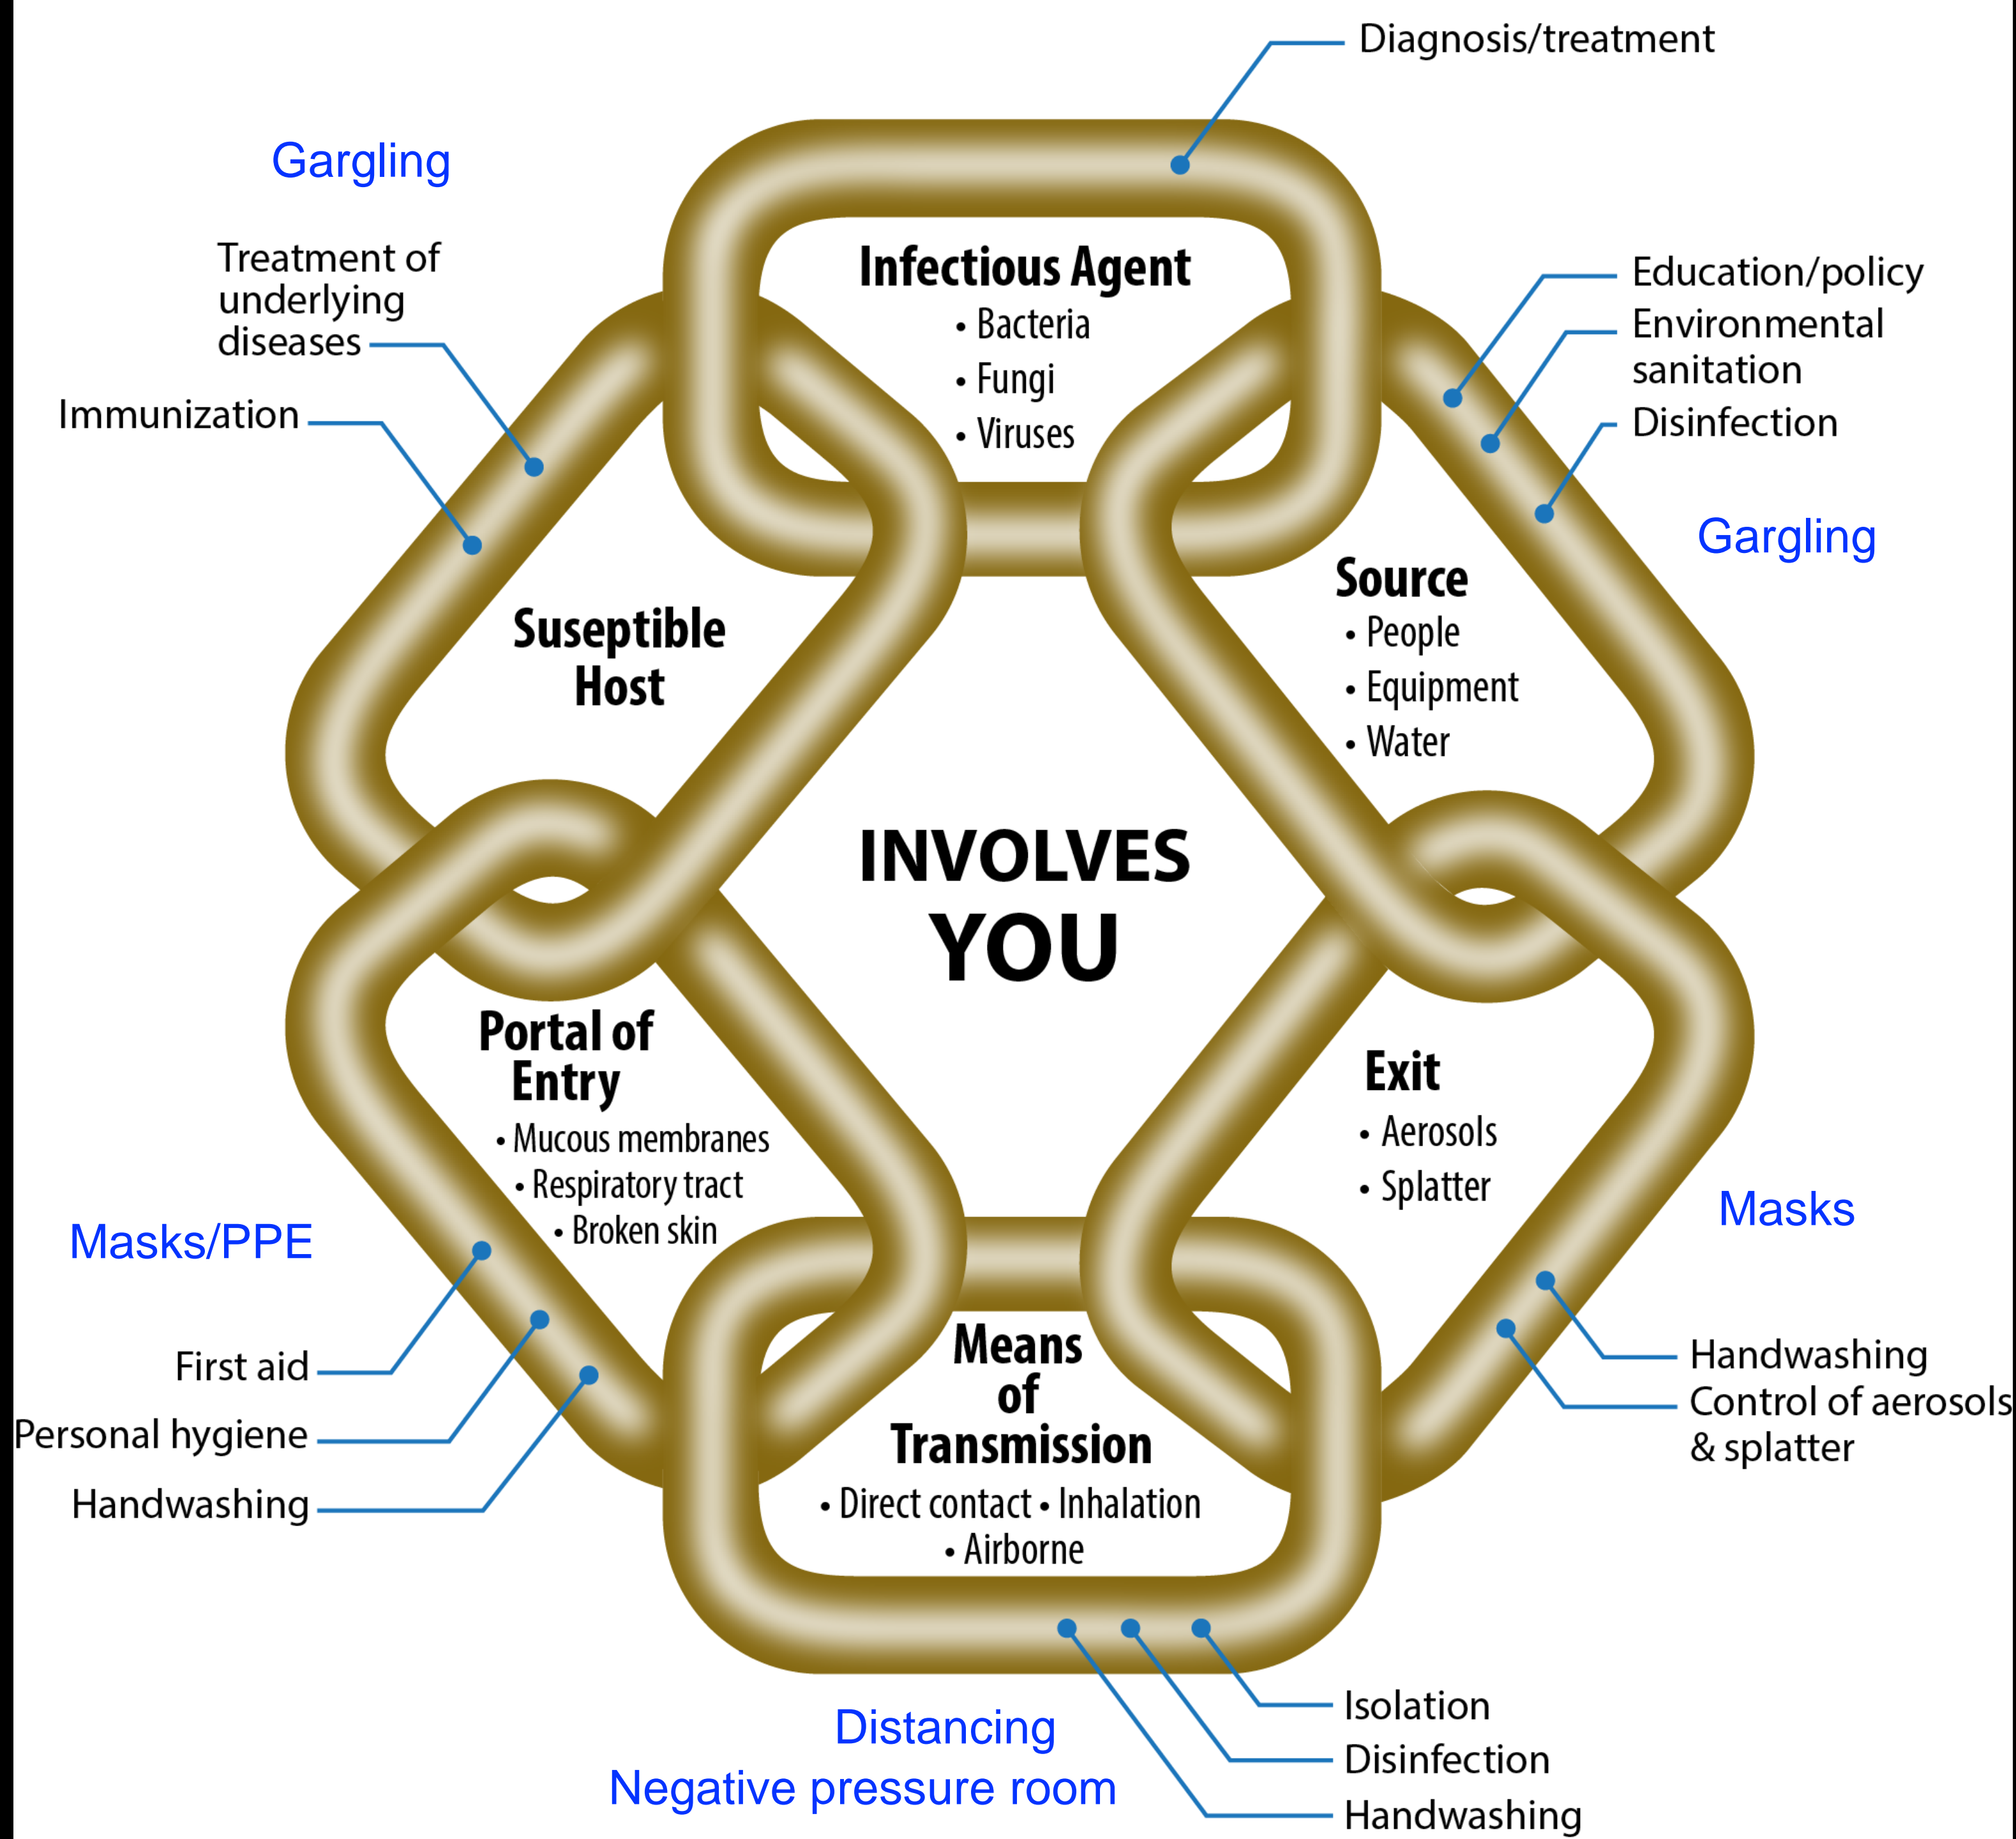 Diagnosis/treatment
Gargling
Treatment of
underlying
diseases
Immunization
Infectious Agent
• Bacteria
• Fungi
• Viruses
Education/policy
Environmental
sanitation
Disinfection
Gargling
Source
• People
• Equipment
• Water
Suseptible
Host
INVOLVES
YOU
Portal of
Entry
• Mucous membranes
• Respiratory tract
• Broken skin
Exit
• Aerosols
• Splatter
Masks
Masks/PPE
First aid
Personal hygiene
Handwashing
Handwashing
Control of aerosols
& splatter
Means
of
Transmission
• Direct contact • Inhalation
• Airborne
Distancing
Negative pressure room
Isolation
Disinfection
Handwashing